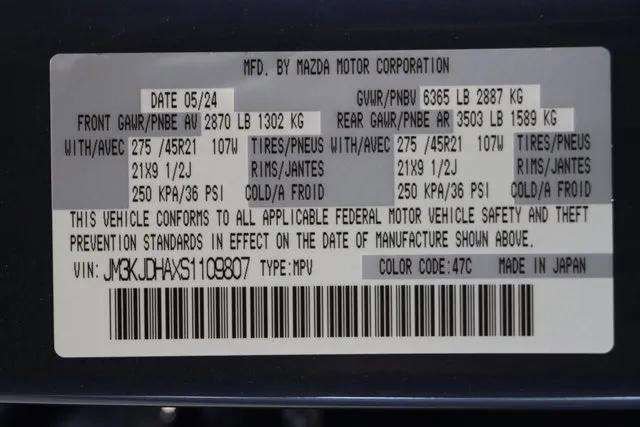 MFD. BY MAZDA MOTOR CORPORATION
DATE 05/24 GVWR/PNBV 6365 LB 2887 KG
FRONT GAWR/PNBE AV 2870 LB 1302 KG REAR GAWR/PNBE AR 3503 LB 1589 KG
WITH/AVEC 275 /45R21 107W TIRES/PNEUS WITH/AVEC 275 /45R21 107W TIRES/PNEUS
21X9 1/2J RIMS/JANTES 21X9 1/2J RIMS/JANTES
250 KPA/36 PSI COLD/A FROID 250 KPA/36 PSI COLD/A FROID
THIS VEHICLE CONFORMS TO ALL APPLICABLE FEDERAL MOTOR VEHICLE SAFETY AND THEFT
PREVENTION STANDARDS IN EFFECT ON THE DATE OF MANUFACTURE SHOWN ABOVE.
VIN: JM3KJDHAXS1109807 TYPE:MPV COLOR CODE:47C MADE IN JAPAN